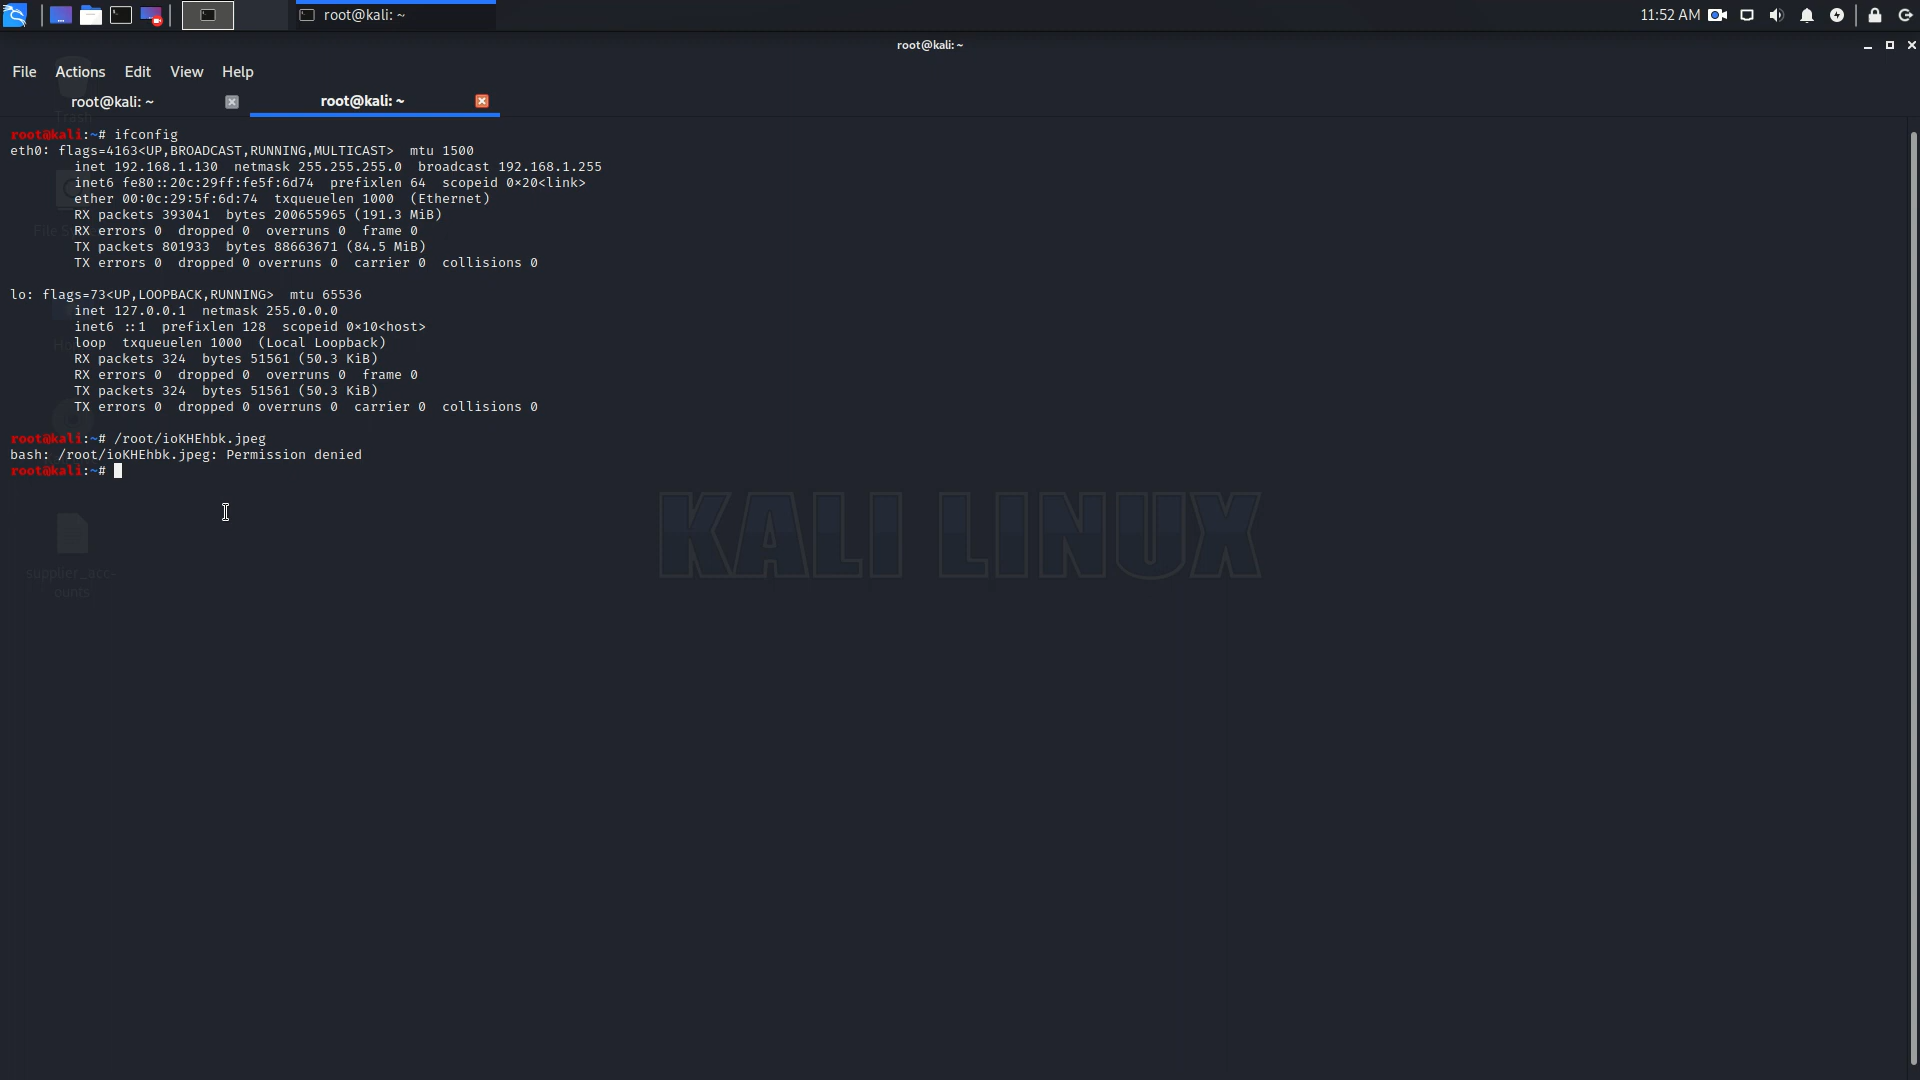 root@kali: ~
11:52 AM
root@kali: ~
File Actions Edit View Help
root@kali: ~
root@kali: ~
root@kali:~# ifconfig
eth0: flags=4163<UP,BROADCAST,RUNNING,MULTICAST>  mtu 1500
        inet 192.168.1.130  netmask 255.255.255.0  broadcast 192.168.1.255
        inet6 fe80::20c:29ff:fe5f:6d74  prefixlen 64  scopeid 0×20<link>
        ether 00:0c:29:5f:6d:74  txqueuelen 1000  (Ethernet)
        RX packets 393041  bytes 200655965 (191.3 MiB)
        RX errors 0  dropped 0  overruns 0  frame 0
        TX packets 801933  bytes 88663671 (84.5 MiB)
        TX errors 0  dropped 0 overruns 0  carrier 0  collisions 0
lo: flags=73<UP,LOOPBACK,RUNNING>  mtu 65536
        inet 127.0.0.1  netmask 255.0.0.0
        inet6 ::1  prefixlen 128  scopeid 0×10<host>
        loop  txqueuelen 1000  (Local Loopback)
        RX packets 324  bytes 51561 (50.3 KiB)
        RX errors 0  dropped 0  overruns 0  frame 0
        TX packets 324  bytes 51561 (50.3 KiB)
        TX errors 0  dropped 0 overruns 0  carrier 0  collisions 0
root@kali:~# /root/ioKHEhbk.jpeg
bash: /root/ioKHEhbk.jpeg: Permission denied
root@kali:~#
KALI LINUX
Trash
supplier_acc-
ounts